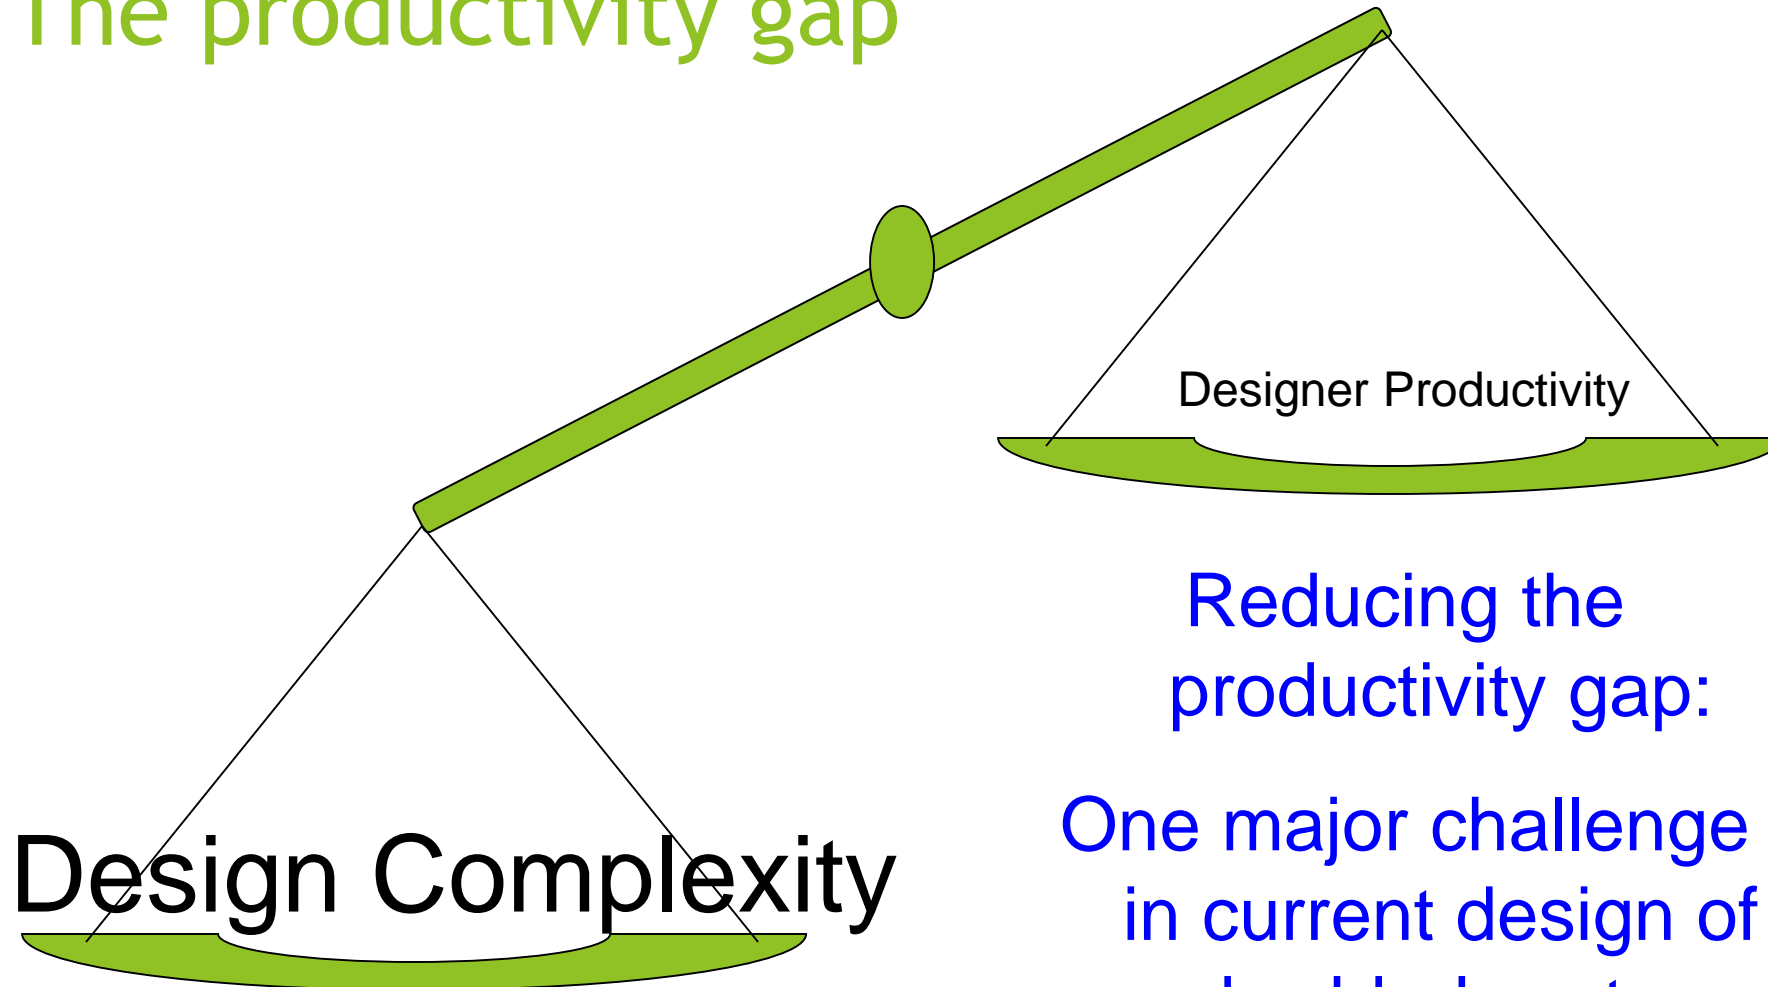 The productivity gap
Designer Productivity
Reducing the
productivity gap:
Design Complexity
One major challenge
in current design of